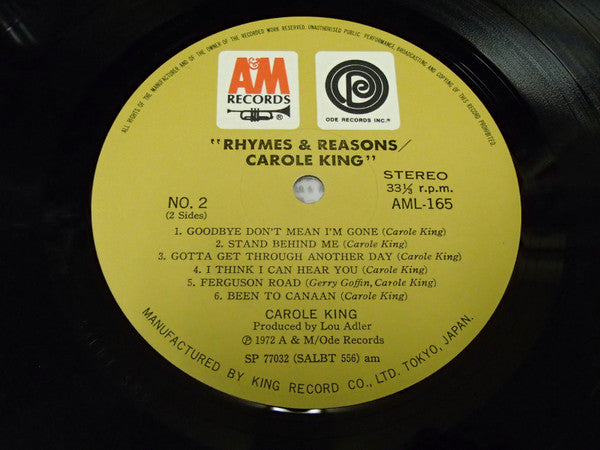 ALL RIGHTS OF THE MANUFACTURER AND OF THE OWNER OF THE RECORDED WORK RESERVED. UNAUTHORISED PUBLIC PERFORMANCE, BROADCASTING AND COPYING OF THIS RECORD PROHIBITED.
A&M
RECORDS
®
ODE RECORDS INC.
"RHYMES & REASONS/
CAROLE KING"
STEREO
33⅓ r.p.m.
NO. 2
(2 Sides)
AML-165
1. GOODBYE DON'T MEAN I'M GONE (Carole King)
2. STAND BEHIND ME (Carole King)
3. GOTTA GET THROUGH ANOTHER DAY (Carole King)
4. I THINK I CAN HEAR YOU (Carole King)
5. FERGUSON ROAD (Gerry Goffin, Carole King)
6. BEEN TO CANAAN (Carole King)
CAROLE KING
Produced by Lou Adler
℗ 1972 A & M/Ode Records
SP 77032 (SALBT 556) am
MANUFACTURED BY KING RECORD CO., LTD. TOKYO, JAPAN.